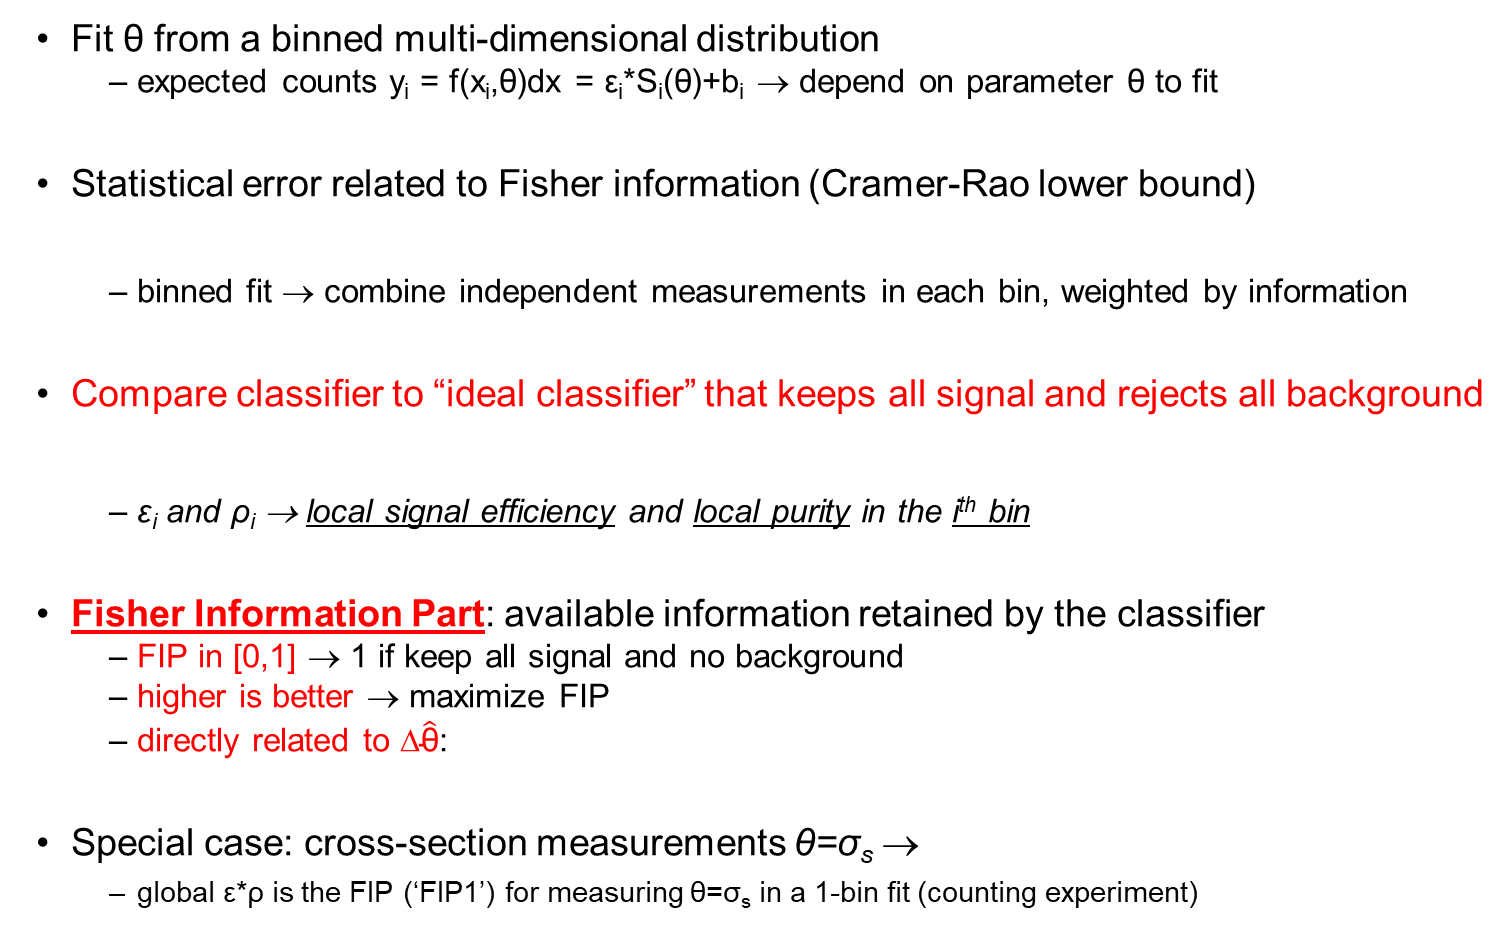 • Fit θ from a binned multi-dimensional distribution
– expected counts yᵢ = f(xᵢ,θ)dx = εᵢ*Sᵢ(θ)+bᵢ → depend on parameter θ to fit
• Statistical error related to Fisher information (Cramer-Rao lower bound)
– binned fit → combine independent measurements in each bin, weighted by information
• Compare classifier to “ideal classifier” that keeps all signal and rejects all background
– εᵢ and ρᵢ → local signal efficiency and local purity in the iᵗʰ bin
• Fisher Information Part: available information retained by the classifier
– FIP in [0,1] → 1 if keep all signal and no background
– higher is better → maximize FIP
– directly related to Δθ̂:
• Special case: cross-section measurements θ=σₛ →
– global ε*ρ is the FIP (‘FIP1’) for measuring θ=σₛ in a 1-bin fit (counting experiment)